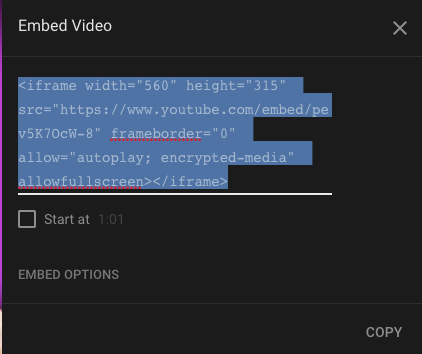 Embed Video
<iframe width="560" height="315"
src="https://www.youtube.com/embed/pe
v5K7OcW-8" frameborder="0"
allow="autoplay; encrypted-media"
allowfullscreen></iframe>
Start at 1:01
EMBED OPTIONS
COPY